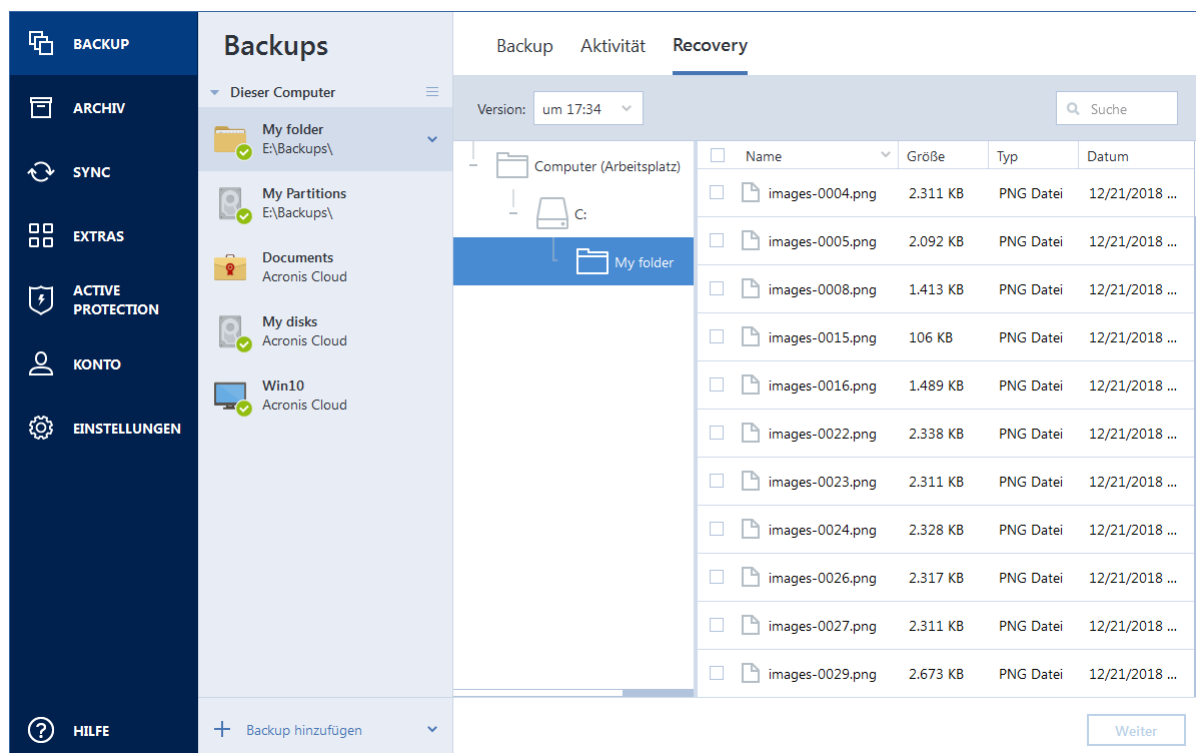 BACKUP
ARCHIV
SYNC
EXTRAS
ACTIVE
PROTECTION
KONTO
EINSTELLUNGEN
HILFE
Backups
Dieser Computer
My folder
E:\Backups\
My Partitions
E:\Backups\
Documents
Acronis Cloud
My disks
Acronis Cloud
Win10
Acronis Cloud
Backup hinzufügen
Backup Aktivität Recovery
Version: um 17:34 Suche
Computer (Arbeitsplatz)
C:
My folder
Name Größe Typ Datum
images-0004.png 2.311 KB PNG Datei 12/21/2018 ...
images-0005.png 2.092 KB PNG Datei 12/21/2018 ...
images-0008.png 1.413 KB PNG Datei 12/21/2018 ...
images-0015.png 106 KB PNG Datei 12/21/2018 ...
images-0016.png 1.489 KB PNG Datei 12/21/2018 ...
images-0022.png 2.338 KB PNG Datei 12/21/2018 ...
images-0023.png 2.311 KB PNG Datei 12/21/2018 ...
images-0024.png 2.328 KB PNG Datei 12/21/2018 ...
images-0026.png 2.317 KB PNG Datei 12/21/2018 ...
images-0027.png 2.311 KB PNG Datei 12/21/2018 ...
images-0029.png 2.673 KB PNG Datei 12/21/2018 ...
Weiter